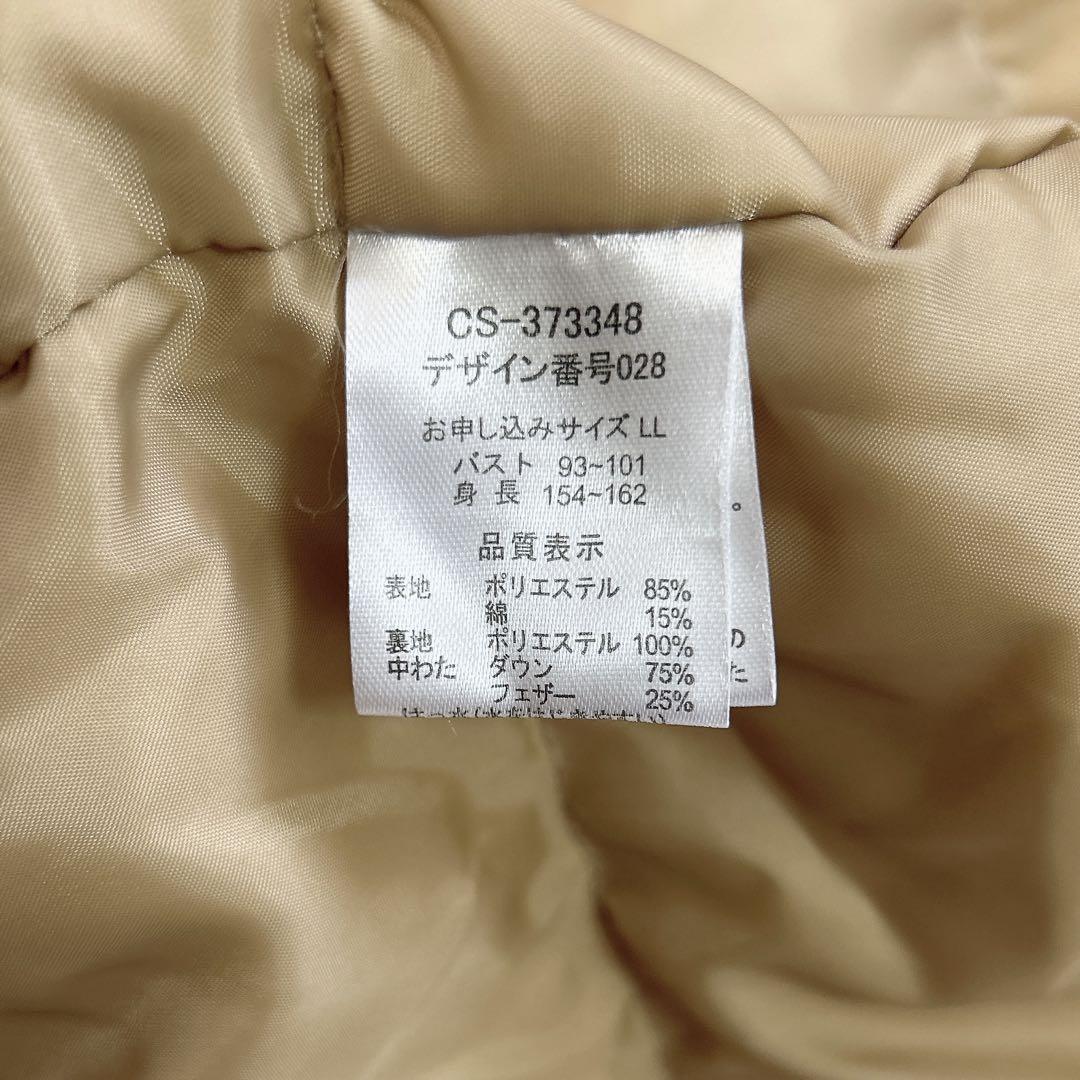 CS-373348
デザイン番号028
お申し込みサイズ LL
バスト 93~101
身長 154~162
品質表示
表地 ポリエステル 85%
綿 15%
裏地 ポリエステル 100%
中わた ダウン 75%
フェザー 25%
。
の
た